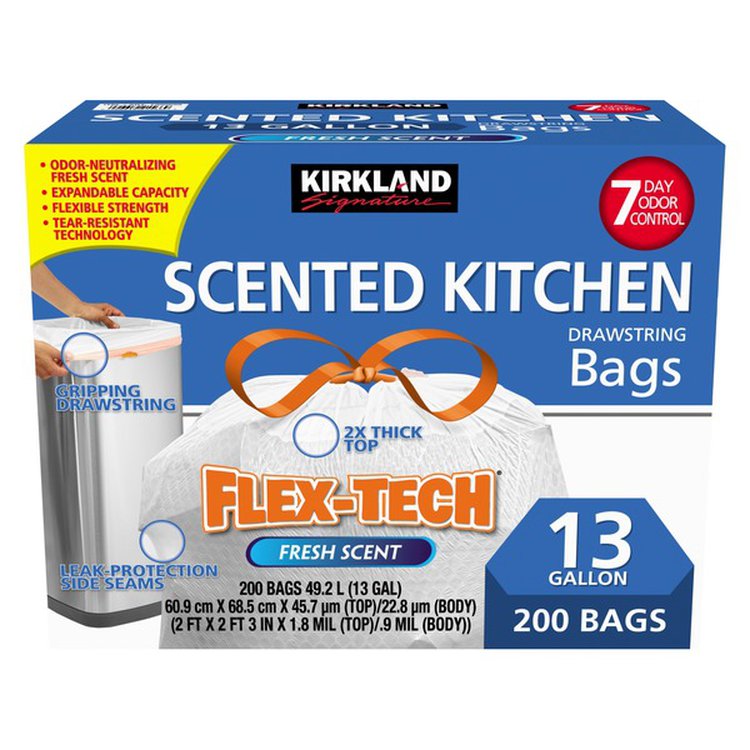 KIRKLAND
SCENTED KITCHEN
13 GALLON
DRAWSTRING
Bags
FRESH SCENT
7
• ODOR-NEUTRALIZING
FRESH SCENT
• EXPANDABLE CAPACITY
• FLEXIBLE STRENGTH
• TEAR-RESISTANT
TECHNOLOGY
KIRKLAND
Signature
7 DAY
ODOR
CONTROL
SCENTED KITCHEN
DRAWSTRING
Bags
GRIPPING
DRAWSTRING
2X THICK
TOP
FLEX-TECH®
FRESH SCENT
LEAK-PROTECTION
SIDE SEAMS
200 BAGS 49.2 L (13 GAL)
60.9 cm X 68.5 cm X 45.7 µm (TOP)/22.8 µm (BODY)
(2 FT X 2 FT 3 IN X 1.8 MIL (TOP)/.9 MIL (BODY))
13
GALLON
200 BAGS